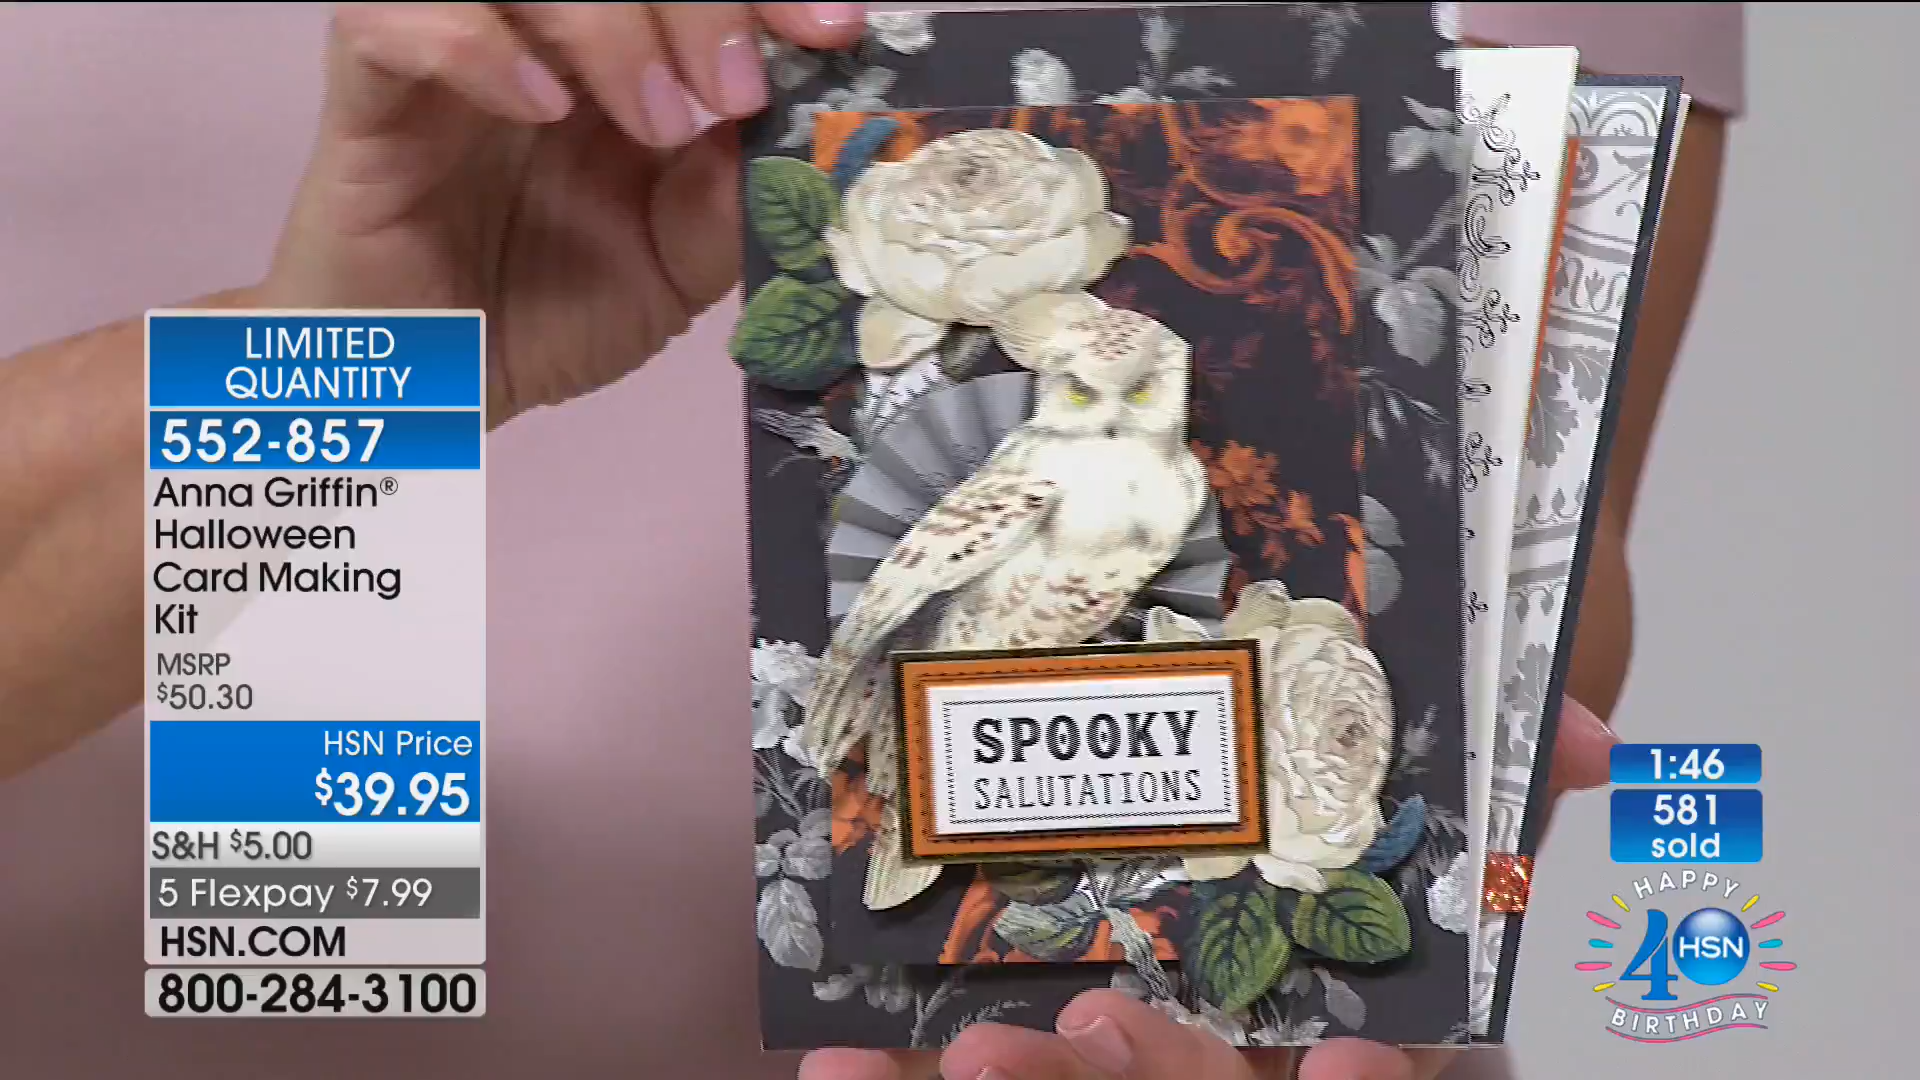 LIMITED
QUANTITY
552-857
Anna Griffin®
Halloween
Card Making
Kit
MSRP
$50.30
HSN Price
$39.95
S&H $5.00
5 Flexpay $7.99
HSN.COM
800-284-3100
SPOOKY
SALUTATIONS
1:46
581
sold
HAPPY
40
HSN
BIRTHDAY